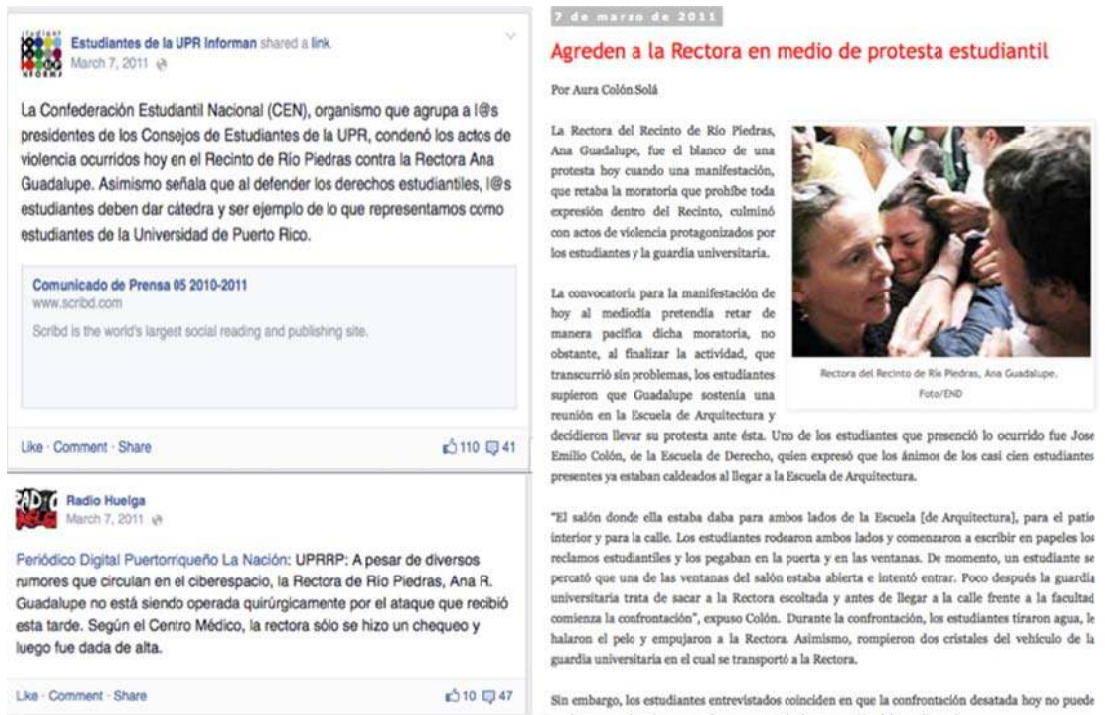 Estudiantes de la UPR Informan shared a link.
March 7, 2011
La Confederación Estudiantil Nacional (CEN), organismo que agrupa a l@s
presidentes de los Consejos de Estudiantes de la UPR, condenó los actos de
violencia ocurridos hoy en el Recinto de Río Piedras contra la Rectora Ana
Guadalupe. Asimismo señala que al defender los derechos estudiantiles, l@s
estudiantes deben dar cátedra y ser ejemplo de lo que representamos como
estudiantes de la Universidad de Puerto Rico.
Comunicado de Prensa 05 2010-2011
www.scribd.com
Scribd is the world's largest social reading and publishing site.
Like · Comment · Share 110 41
Radio Huelga
March 7, 2011
Periódico Digital Puertorriqueño La Nación: UPRRP: A pesar de diversos
rumores que circulan en el ciberespacio, la Rectora de Río Piedras, Ana R.
Guadalupe no está siendo operada quirúrgicamente por el ataque que recibió
esta tarde. Según el Centro Médico, la rectora sólo se hizo un chequeo y
luego fue dada de alta.
Like · Comment · Share 10 47
7 de marzo de 2011
Agreden a la Rectora en medio de protesta estudiantil
Por Aura Colón Solá
La Rectora del Recinto de Río Piedras,
Ana Guadalupe, fue el blanco de una
protesta hoy cuando una manifestación,
que retaba la moratoria que prohíbe toda
expresión dentro del Recinto, culminó
con actos de violencia protagonizados por
los estudiantes y la guardia universitaria.
La convocatoria para la manifestación de
hoy al mediodía pretendía retar de
manera pacífica dicha moratoria, no
obstante, al finalizar la actividad, que
transcurrió sin problemas, los estudiantes
supieron que Guadalupe sostenía una
reunión en la Escuela de Arquitectura y
Rectora del Recinto de Río Piedras, Ana Guadalupe.
Foto/END
decidieron llevar su protesta ante ésta. Uno de los estudiantes que presenció lo ocurrido fue Jose
Emilio Colón, de la Escuela de Derecho, quien expresó que los ánimos de los casi cien estudiantes
presentes ya estaban caldeados al llegar a la Escuela de Arquitectura.
"El salón donde ella estaba daba para ambos lados de la Escuela [de Arquitectura], para el patio
interior y para la calle. Los estudiantes rodearon ambos lados y comenzaron a escribir en papeles los
reclamos estudiantiles y los pegaban en la puerta y en las ventanas. De momento, un estudiante se
percató que una de las ventanas del salón estaba abierta e intentó entrar. Poco después la guardia
universitaria trata de sacar a la Rectora escoltada y antes de llegar a la calle frente a la facultad
comienza la confrontación", expuso Colón. Durante la confrontación, los estudiantes tiraron agua, le
halaron el pelo y empujaron a la Rectora. Asimismo, rompieron dos cristales del vehículo de la
guardia universitaria en el cual se transportó a la Rectora.
Sin embargo, los estudiantes entrevistados coinciden en que la confrontación desatada hoy no puede